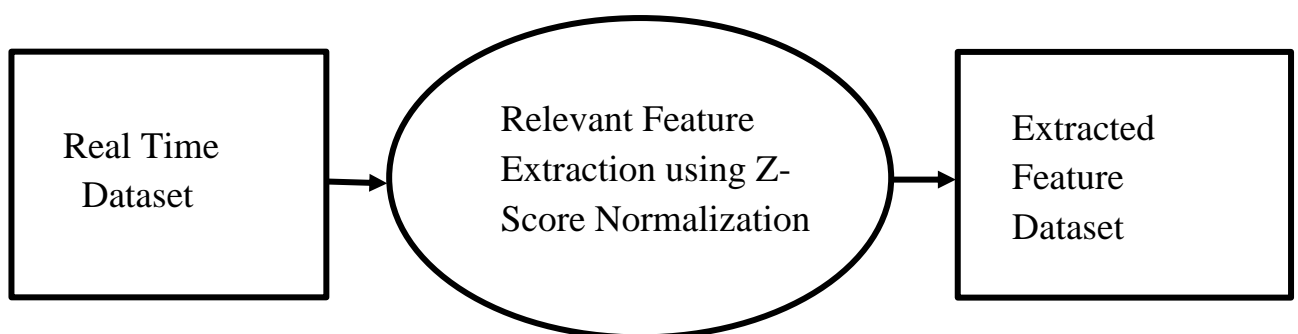 Real Time
Dataset
Relevant Feature
Extraction using Z-
Score Normalization
Extracted
Feature
Dataset